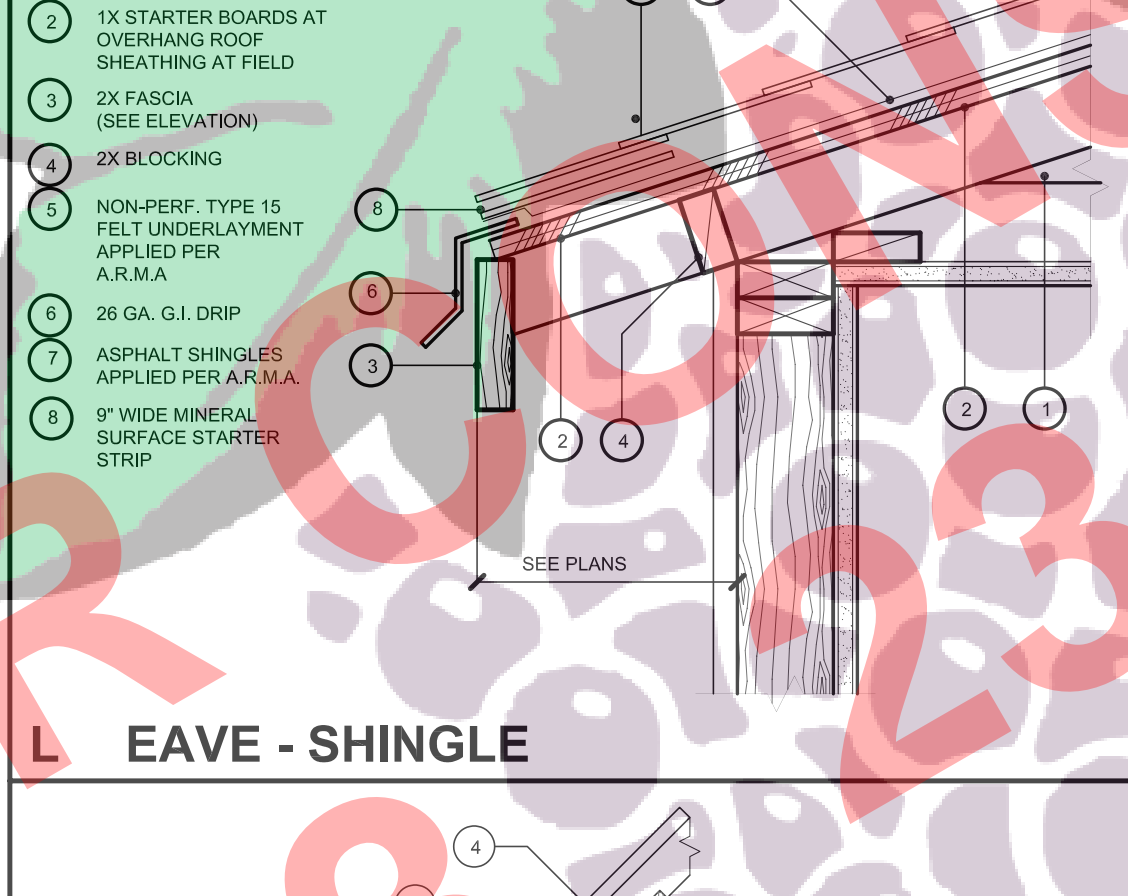 2 1X STARTER BOARDS AT
OVERHANG ROOF
SHEATHING AT FIELD
3 2X FASCIA
(SEE ELEVATION)
4 2X BLOCKING
5 NON-PERF. TYPE 15
FELT UNDERLAYMENT
APPLIED PER
A.R.M.A
6 26 GA. G.I. DRIP
7 ASPHALT SHINGLES
APPLIED PER A.R.M.A.
8 9" WIDE MINERAL
SURFACE STARTER
STRIP
8
6
3
2
4
2
1
SEE PLANS
L EAVE - SHINGLE
4
R CONS
23